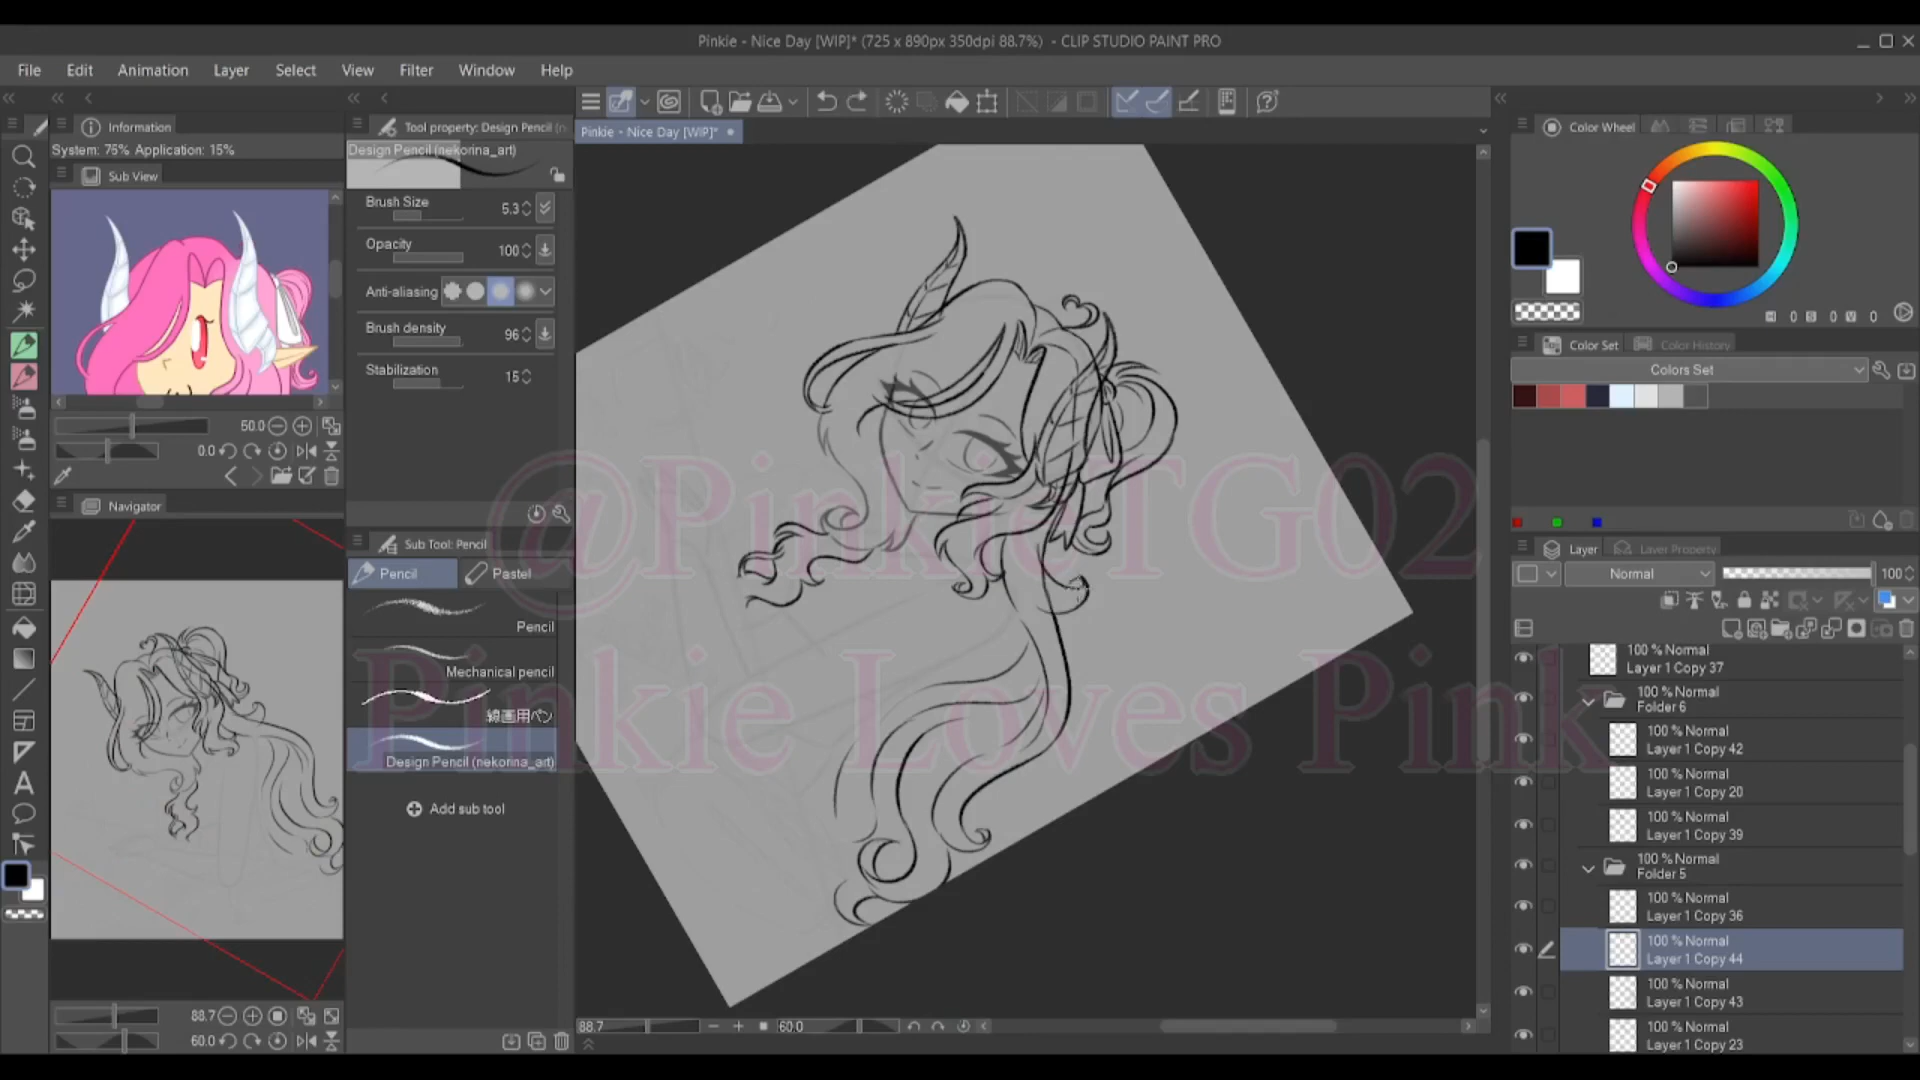 Pinkie - Nice Day [WIP]* (725 x 890px 350dpi 88.7%) - CLIP STUDIO PAINT PRO
File Edit Animation Layer Select View Filter Window Help
Information
System: 75% Application: 15%
Sub View
50.0
0.0
Navigator
88.7
60.0
Tool property: Design Pencil
Design Pencil (nekorina_art)
Brush Size 5.3
Opacity 100
Anti-aliasing
Brush density 96
Stabilization 15
Sub Tool: Pencil
Pencil Pastel
Pencil
Mechanical pencil
線画用ペン
Design Pencil (nekorina_art)
Add sub tool
Pinkie - Nice Day [WIP]*
@PinkieTG02
Pinkie Loves Pink
88.7 60.0
Color Wheel
H 0 S 0 V 0
Color Set Color History
Colors Set
Layer Layer Property
Normal 100
100 % Normal
Layer 1 Copy 37
100 % Normal
Folder 6
100 % Normal
Layer 1 Copy 42
100 % Normal
Layer 1 Copy 20
100 % Normal
Layer 1 Copy 39
100 % Normal
Folder 5
100 % Normal
Layer 1 Copy 36
100 % Normal
Layer 1 Copy 44
100 % Normal
Layer 1 Copy 43
100 % Normal
Layer 1 Copy 23